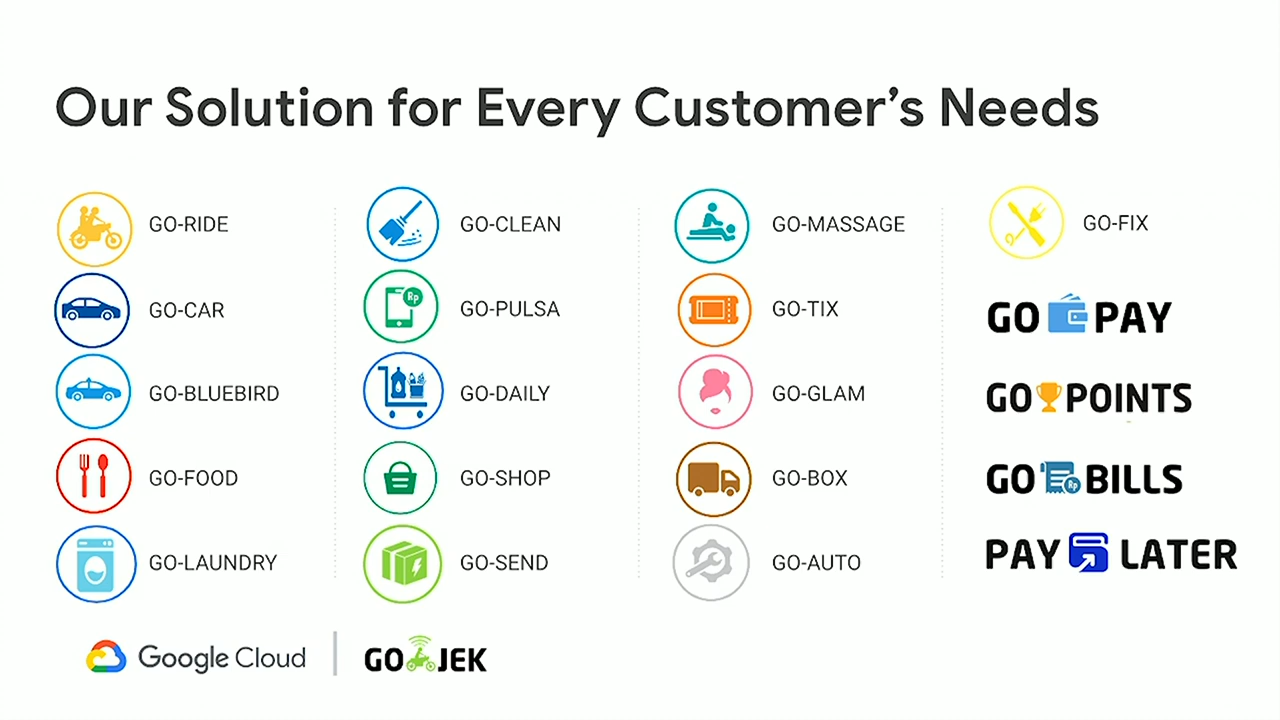 Our Solution for Every Customer's Needs
GO-RIDE
GO-CAR
GO-BLUEBIRD
GO-FOOD
GO-LAUNDRY
GO-CLEAN
GO-PULSA
Rp
GO-DAILY
GO-SHOP
GO-SEND
GO-MASSAGE
GO-TIX
GO-GLAM
GO-BOX
GO-AUTO
GO-FIX
GO PAY
GO POINTS
GO Rp BILLS
PAY LATER
Google Cloud
GO JEK